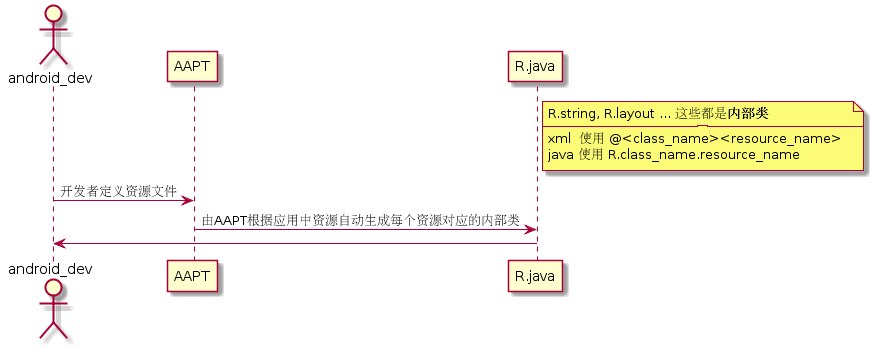 android_dev
AAPT
R.java
R.string, R.layout ... 这些都是内部类
xml 使用 @<class_name><resource_name>
java 使用 R.class_name.resource_name
开发者定义资源文件
由AAPT根据应用中资源自动生成每个资源对应的内部类
android_dev
AAPT
R.java